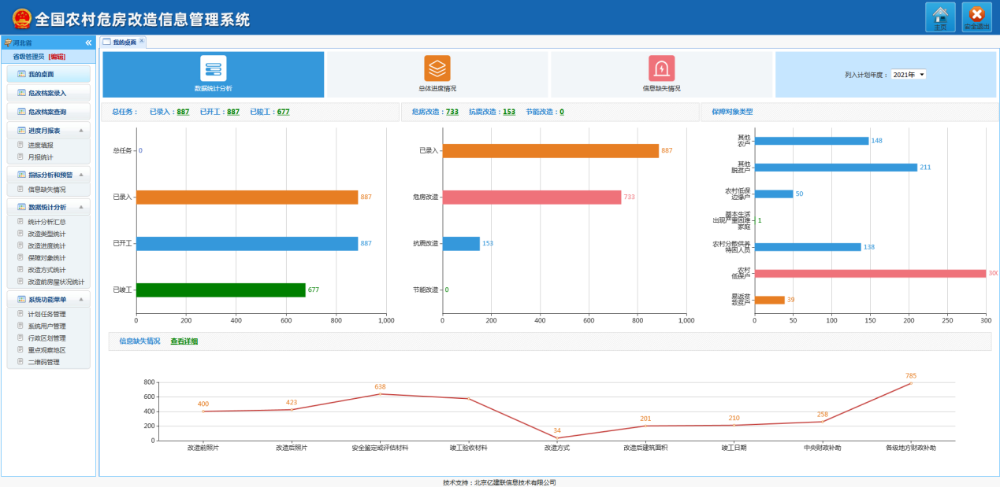 全国农村危房改造信息管理系统
主页
安全退出
河北省
«
省级管理员 [编辑]
我的桌面
危改档案录入
危改档案查询
进度月报表
进度填报
月报统计
指标分析和预警
信息缺失情况
数据统计分析
统计分析汇总
改造类型统计
改造进度统计
保障对象统计
改造方式统计
改造前房屋状况统计
系统功能菜单
计划任务管理
系统用户管理
行政区划管理
重点观察地区
二维码管理
我的桌面
数据统计分析
总体进度情况
信息缺失情况
列入计划年度： 2021年
总任务： 已录入：887 已开工：887 已竣工：677
危房改造：733 抗震改造：153 节能改造：0
保障对象类型
总任务 0
已录入 887
已开工 887
已竣工 677
0 200 400 600 800 1,000
已录入 887
危房改造 733
抗震改造 153
节能改造 0
0 200 400 600 800 1,000
其他
农户 148
其他
脱贫户 211
农村低保
边缘户 50
基本生活
出现严重困难 1
家庭
农村分散供养
特困人员 138
农村
低保户 300
易返贫
致贫户 39
0 50 100 150 200 250 300
信息缺失情况 查看详细
800
600
400
200
0
400 423 638 34 201 210 258 785
改造前照片 改造后照片 安全鉴定或评估材料 竣工验收材料 改造方式 改造后建筑面积 竣工日期 中央财政补助 各级地方财政补助
技术支持：北京亿建联信息技术有限公司